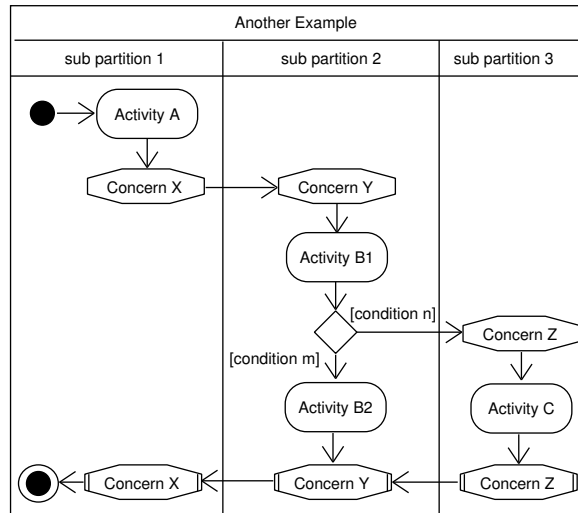 Another Example
sub partition 1
sub partition 2
sub partition 3
Activity A
Concern X
Concern Y
Activity B1
[condition n]
Concern Z
[condition m]
Activity B2
Activity C
Concern X
Concern Y
Concern Z